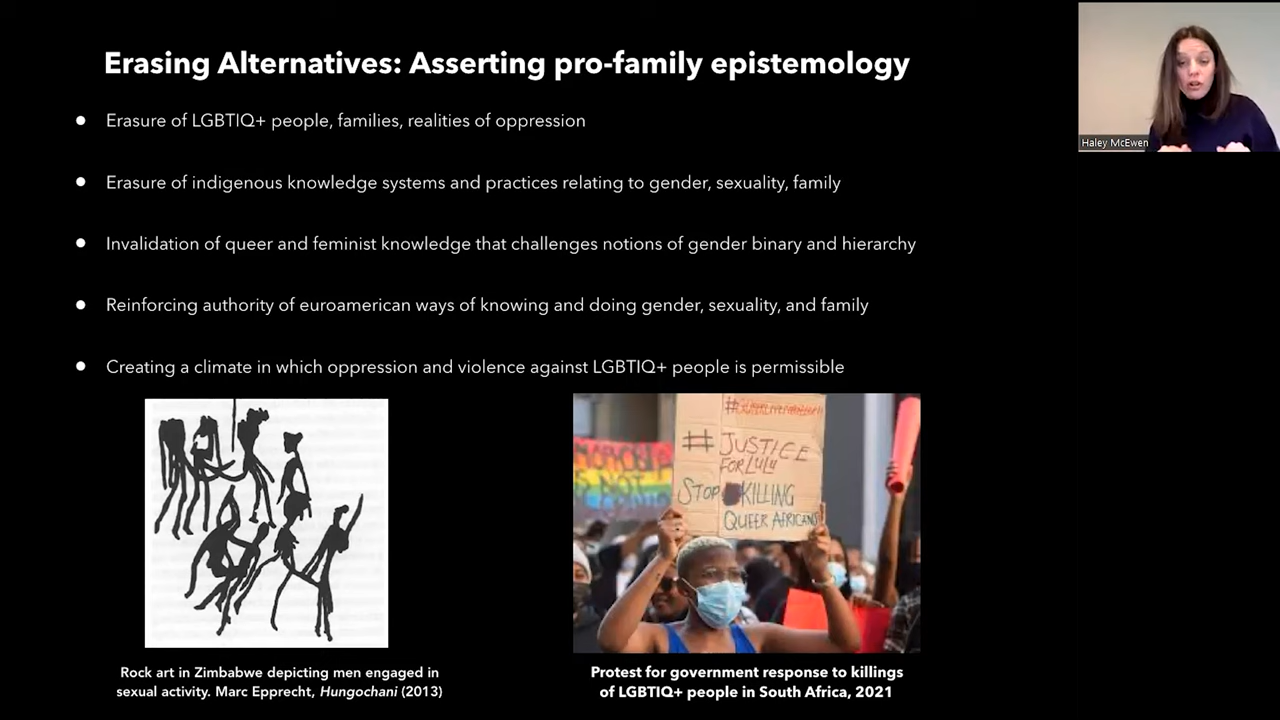 Erasing Alternatives: Asserting pro-family epistemology
Haley McEwen
● Erasure of LGBTIQ+ people, families, realities of oppression
● Erasure of indigenous knowledge systems and practices relating to gender, sexuality, family
● Invalidation of queer and feminist knowledge that challenges notions of gender binary and hierarchy
● Reinforcing authority of euroamerican ways of knowing and doing gender, sexuality, and family
● Creating a climate in which oppression and violence against LGBTIQ+ people is permissible
# JUSTICE
FOR LULU
STOP KILLING
QUEER AFRICANS
IS NOT
Rock art in Zimbabwe depicting men engaged in
sexual activity. Marc Epprecht, Hungochani (2013)
Protest for government response to killings
of LGBTIQ+ people in South Africa, 2021